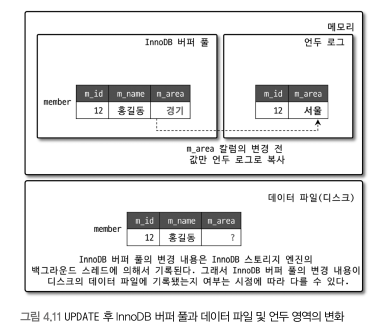 메모리
InnoDB 버퍼 풀
언두 로그
member
m_id m_name m_area
12 홍길동 경기
m_id m_area
12 서울
m_area 칼럼의 변경 전
값만 언두 로그로 복사
데이터 파일(디스크)
member
m_id m_name m_area
12 홍길동 ?
InnoDB 버퍼 풀의 변경 내용은 InnoDB 스토리지 엔진의
백그라운드 스레드에 의해서 기록된다. 그래서 InnoDB 버퍼 풀의 변경 내용이
디스크의 데이터 파일에 기록됐는지 여부는 시점에 따라 다를 수 있다.
그림 4.11 UPDATE 후 InnoDB 버퍼 풀과 데이터 파일 및 언두 영역의 변화